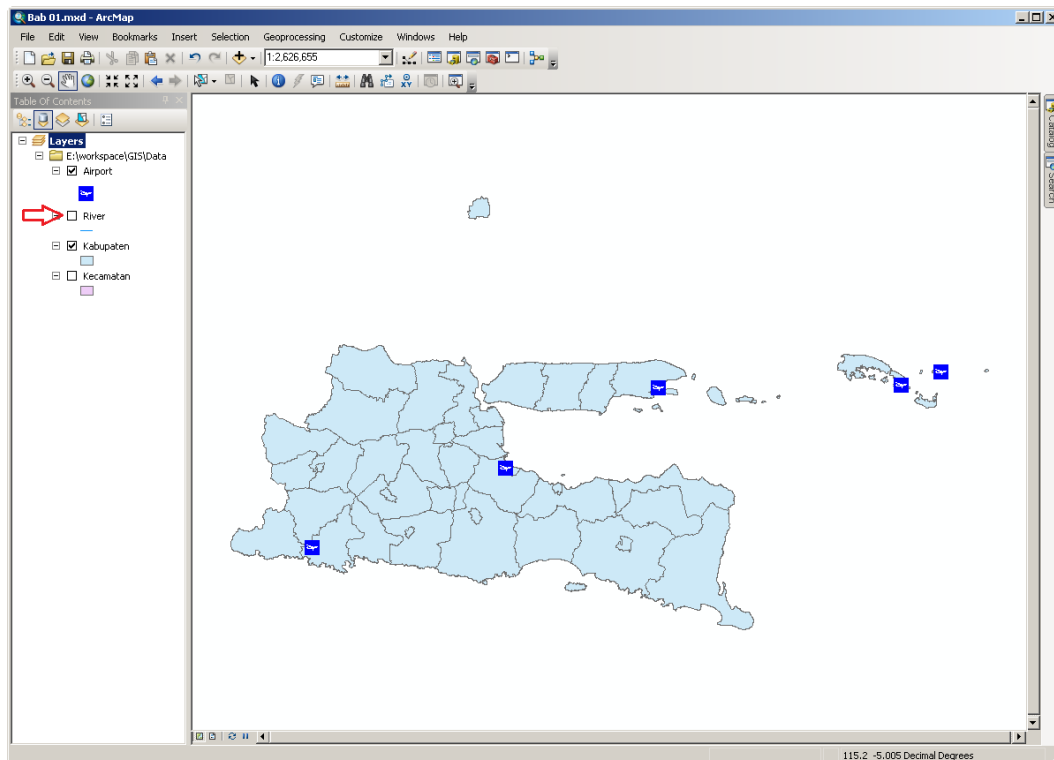 Bab 01.mxd - ArcMap
File Edit View Bookmarks Insert Selection Geoprocessing Customize Windows Help
1:2,626,655
Table Of Contents
Layers
E:\workspace\GIS\Data
Airport
River
Kabupaten
Kecamatan
Catalog
Search
115.2 -5.005 Decimal Degrees